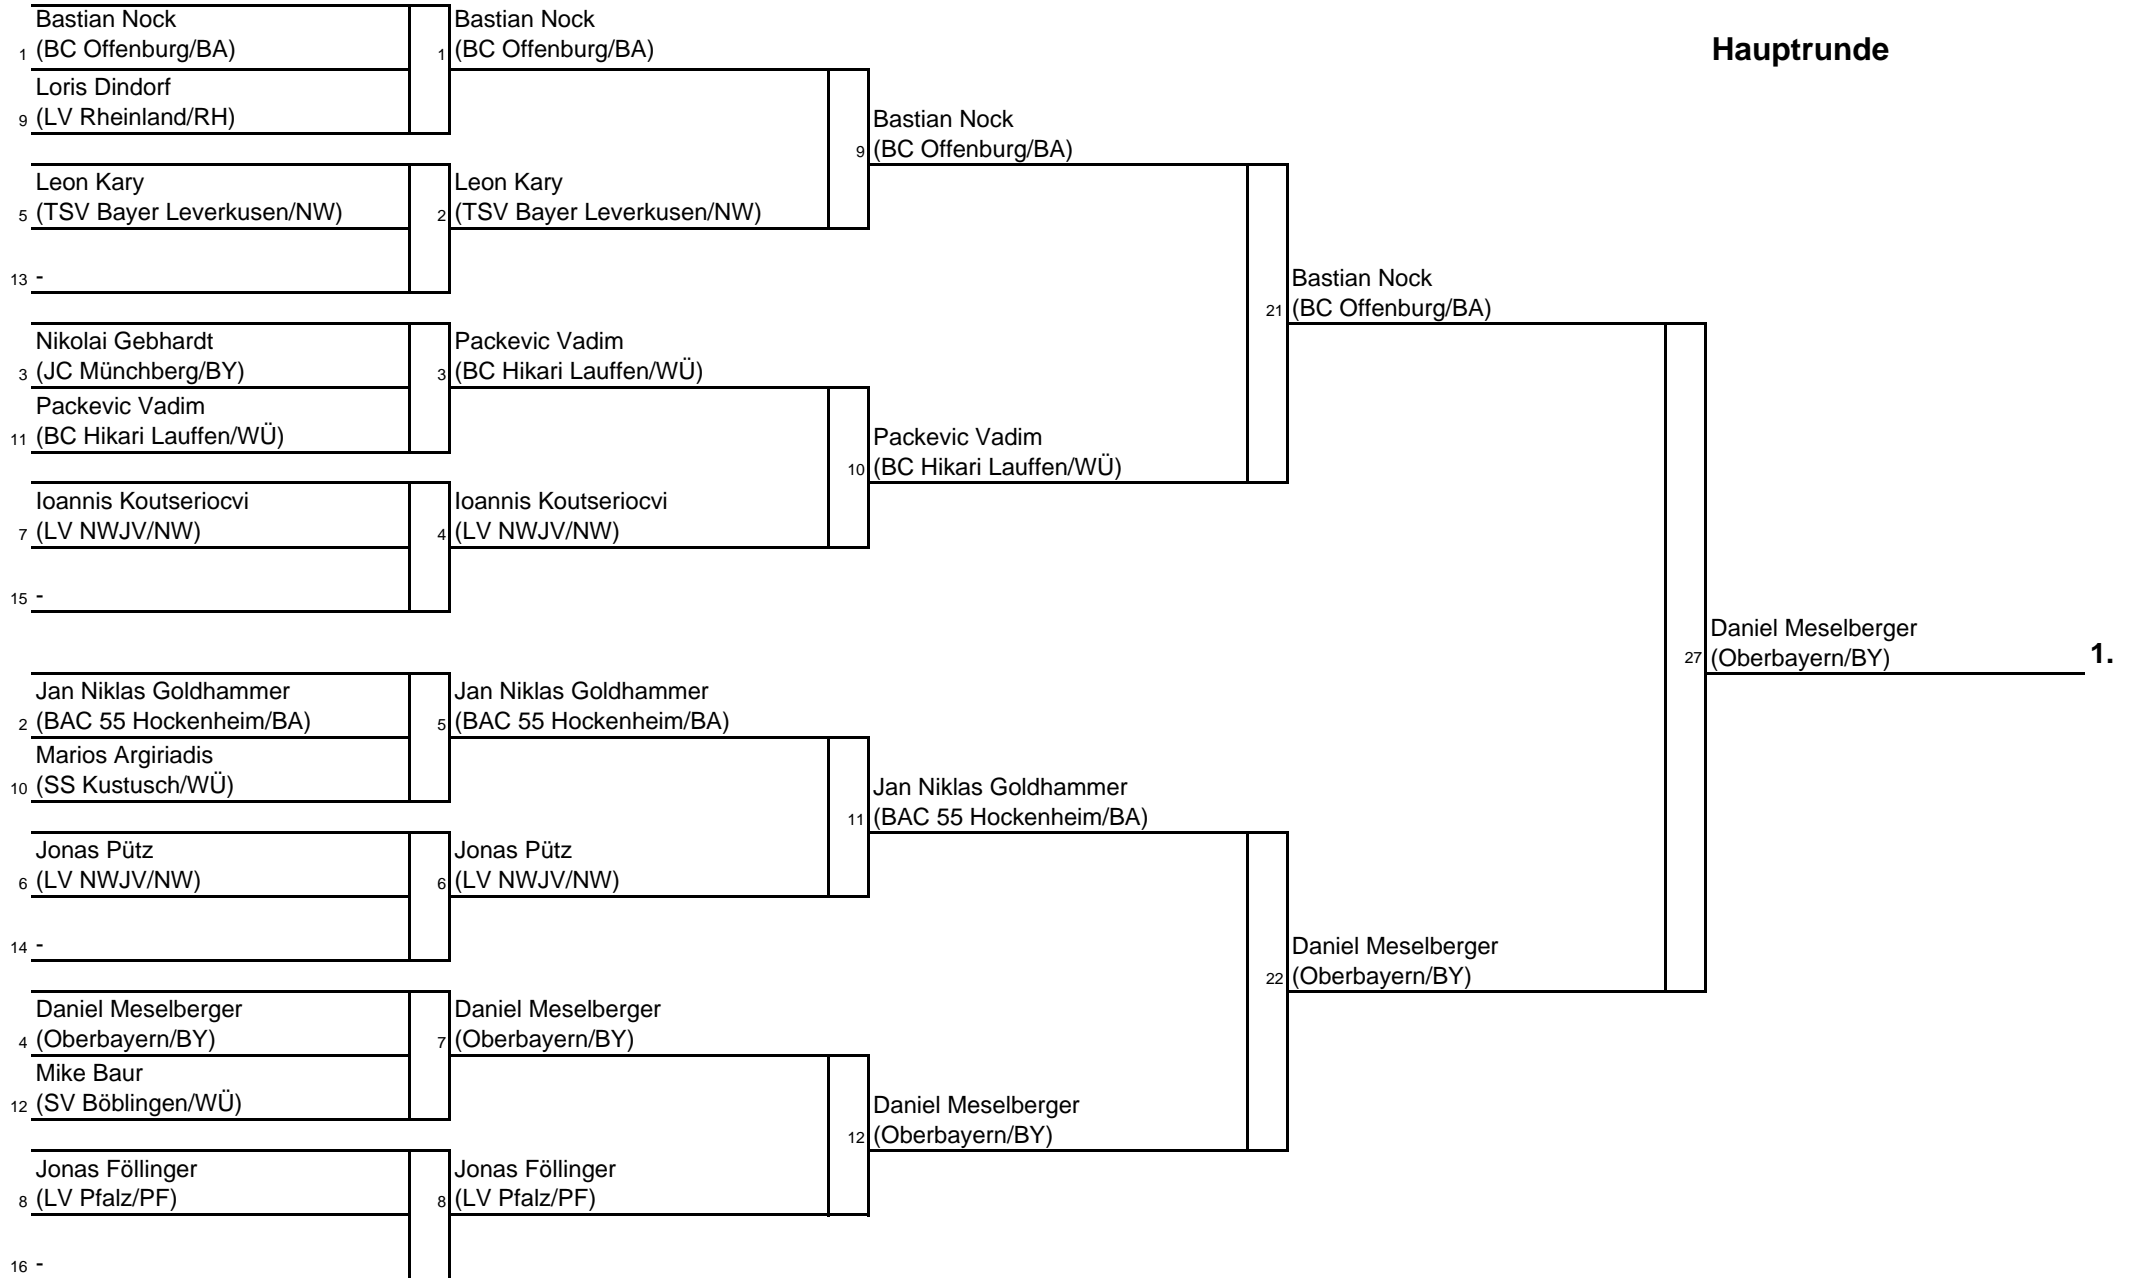 Hauptrunde
Bastian Nock
1 (BC Offenburg/BA)
Loris Dindorf
9 (LV Rheinland/RH)
Leon Kary
5 (TSV Bayer Leverkusen/NW)
13 -
Nikolai Gebhardt
3 (JC Münchberg/BY)
Packevic Vadim
11 (BC Hikari Lauffen/WÜ)
Ioannis Koutseriocvi
7 (LV NWJV/NW)
15 -
Jan Niklas Goldhammer
2 (BAC 55 Hockenheim/BA)
Marios Argiriadis
10 (SS Kustusch/WÜ)
Jonas Pütz
6 (LV NWJV/NW)
14 -
Daniel Meselberger
4 (Oberbayern/BY)
Mike Baur
12 (SV Böblingen/WÜ)
Jonas Föllinger
8 (LV Pfalz/PF)
16 -
Bastian Nock
1 (BC Offenburg/BA)
Leon Kary
2 (TSV Bayer Leverkusen/NW)
Packevic Vadim
3 (BC Hikari Lauffen/WÜ)
Ioannis Koutseriocvi
4 (LV NWJV/NW)
Jan Niklas Goldhammer
5 (BAC 55 Hockenheim/BA)
Jonas Pütz
6 (LV NWJV/NW)
Daniel Meselberger
7 (Oberbayern/BY)
Jonas Föllinger
8 (LV Pfalz/PF)
Bastian Nock
9 (BC Offenburg/BA)
Packevic Vadim
10 (BC Hikari Lauffen/WÜ)
Jan Niklas Goldhammer
11 (BAC 55 Hockenheim/BA)
Daniel Meselberger
12 (Oberbayern/BY)
Bastian Nock
21 (BC Offenburg/BA)
Daniel Meselberger
22 (Oberbayern/BY)
Daniel Meselberger
27 (Oberbayern/BY) 1.